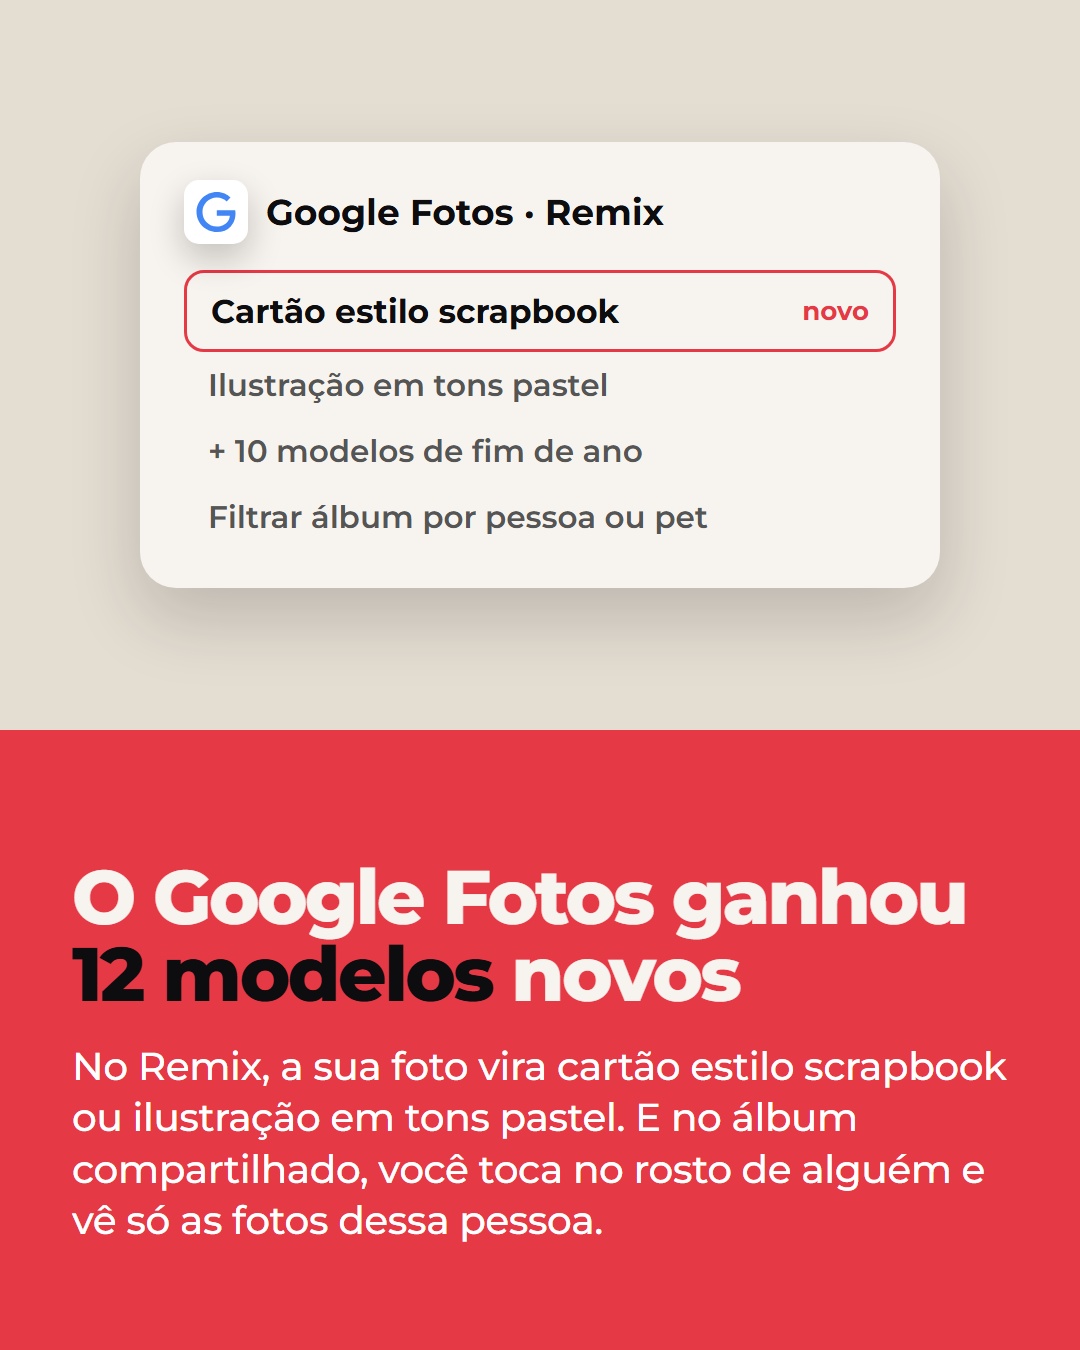 Google Fotos · Remix
Cartão estilo scrapbook novo
Ilustração em tons pastel
+ 10 modelos de fim de ano
Filtrar álbum por pessoa ou pet
O Google Fotos ganhou
12 modelos novos
No Remix, a sua foto vira cartão estilo scrapbook
ou ilustração em tons pastel. E no álbum
compartilhado, você toca no rosto de alguém e
vê só as fotos dessa pessoa.